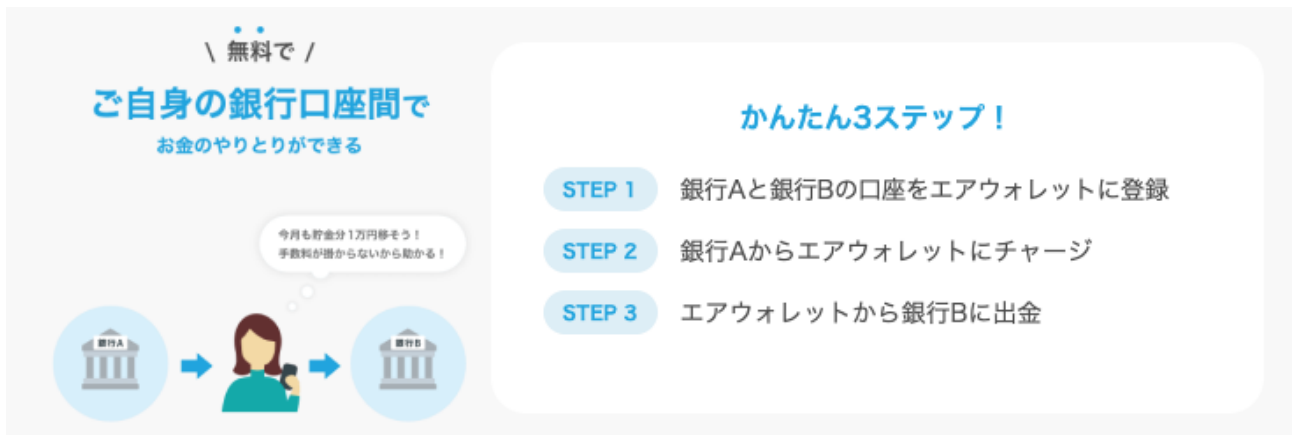 \ 無料で /
ご自身の銀行口座間で
お金のやりとりができる
今月も貯金分1万円移そう！
手数料が掛からないから助かる！
銀行A
銀行B
かんたん3ステップ！
STEP 1 銀行Aと銀行Bの口座をエアウォレットに登録
STEP 2 銀行Aからエアウォレットにチャージ
STEP 3 エアウォレットから銀行Bに出金